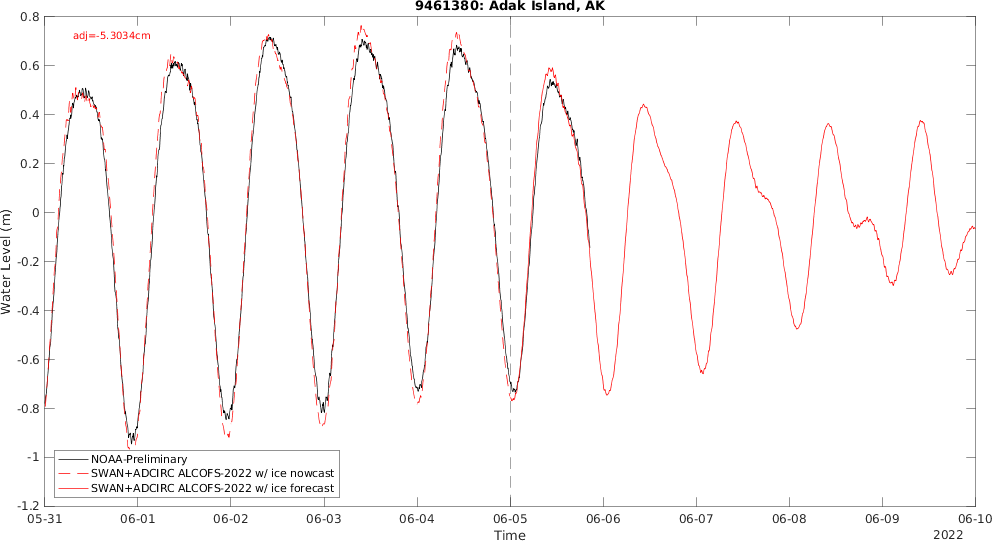 9461380: Adak Island, AK
adj=-5.3034cm
0.8
0.6
0.4
0.2
0
-0.2
-0.4
-0.6
-0.8
-1
-1.2
Water Level (m)
NOAA-Preliminary
SWAN+ADCIRC ALCOFS-2022 w/ ice nowcast
SWAN+ADCIRC ALCOFS-2022 w/ ice forecast
05-31 06-01 06-02 06-03 06-04 06-05 06-06 06-07 06-08 06-09 06-10
Time
2022